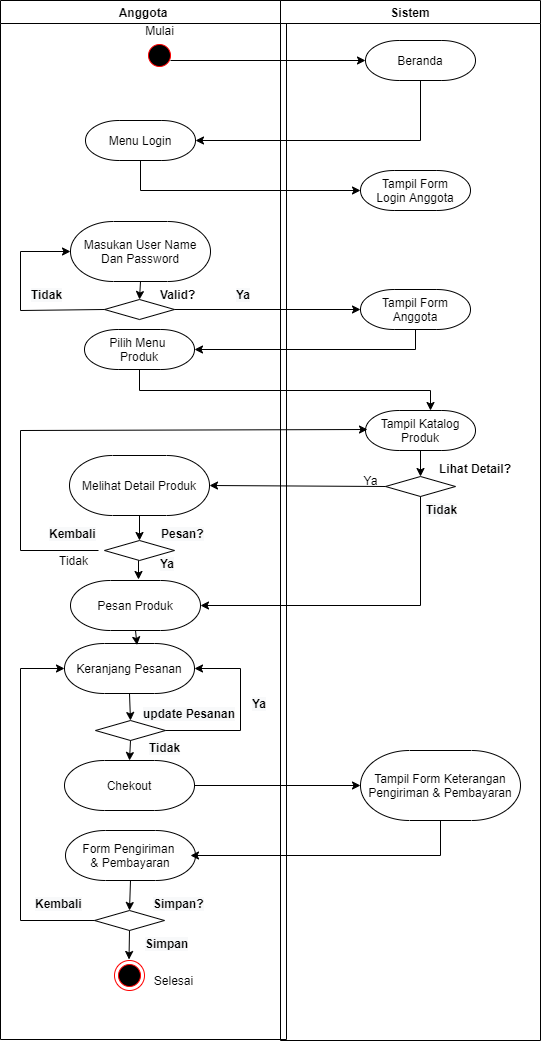 Anggota
Sistem
Mulai
Beranda
Menu Login
Tampil Form
Login Anggota
Masukan User Name
Dan Password
Tidak
Valid?
Ya
Tampil Form
Anggota
Pilih Menu
Produk
Tampil Katalog
Produk
Lihat Detail?
Ya
Melihat Detail Produk
Tidak
Kembali
Pesan?
Tidak
Ya
Pesan Produk
Keranjang Pesanan
Ya
update Pesanan
Tidak
Chekout
Tampil Form Keterangan
Pengiriman & Pembayaran
Form Pengiriman
& Pembayaran
Kembali
Simpan?
Simpan
Selesai